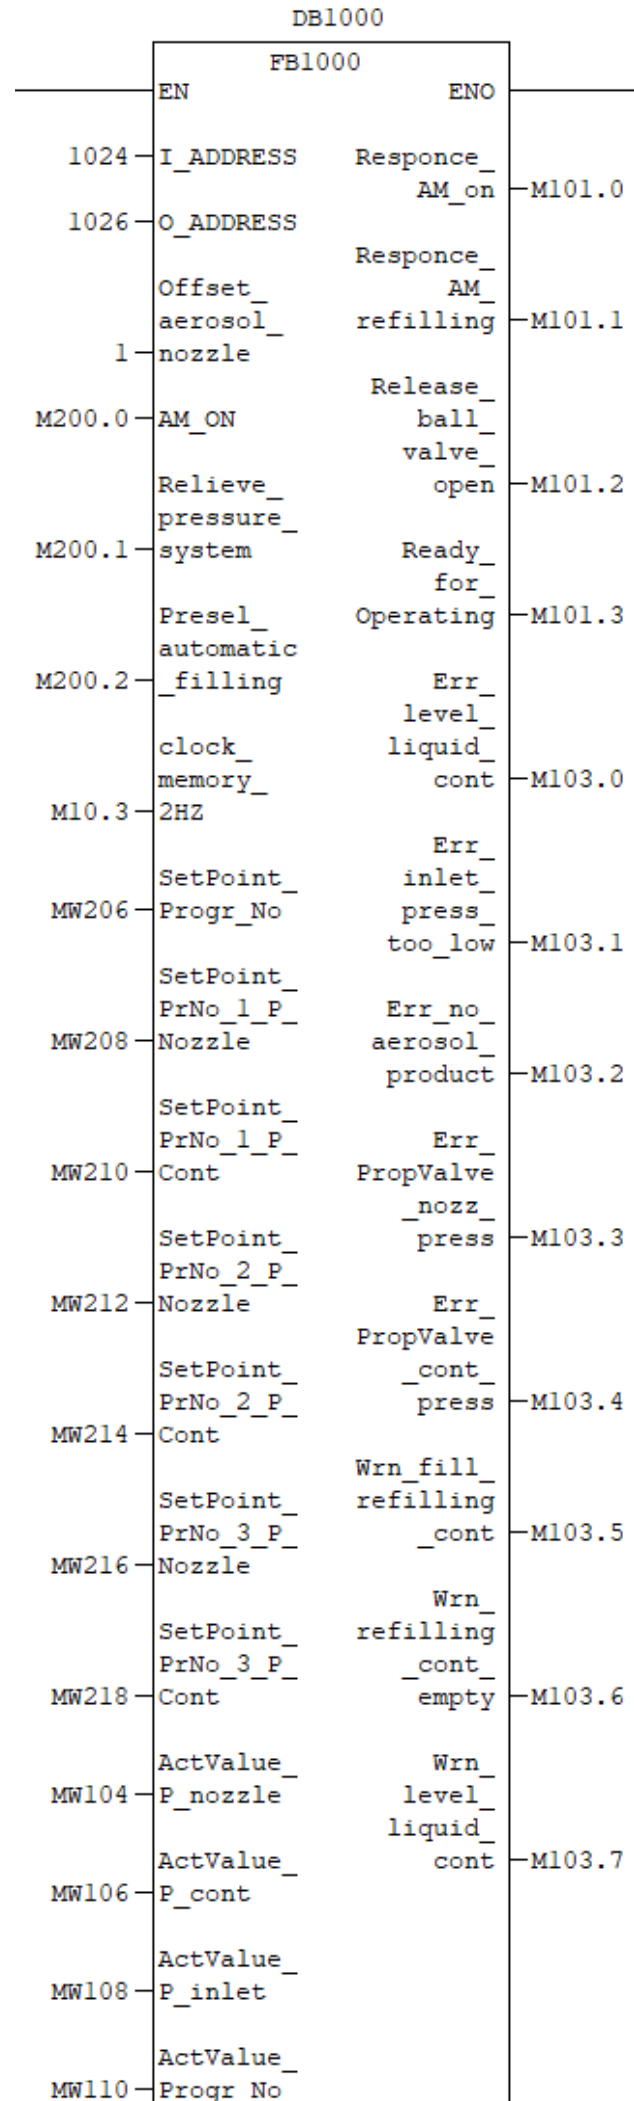 DB1000
FB1000
EN ENO
1024 I_ADDRESS Responce_
AM_on M101.0
1026 O_ADDRESS
Responce_
Offset_ AM_
aerosol_ refilling M101.1
1 nozzle
Release_
M200.0 AM_ON ball_
valve_
Relieve_ open M101.2
pressure_
M200.1 system Ready_
for_
Presel_ Operating M101.3
automatic
M200.2 _filling Err_
level_
clock_ liquid_
memory_ cont M103.0
M10.3 2HZ
Err_
SetPoint_ inlet_
MW206 Progr_No press_
too_low M103.1
SetPoint_
PrNo_1_P_ Err_no_
MW208 Nozzle aerosol_
product M103.2
SetPoint_
PrNo_1_P_ Err_
MW210 Cont PropValve
_nozz_
SetPoint_ press M103.3
PrNo_2_P_
MW212 Nozzle Err_
PropValve
SetPoint_ _cont_
PrNo_2_P_ press M103.4
MW214 Cont
Wrn_fill_
SetPoint_ refilling
PrNo_3_P_ _cont M103.5
MW216 Nozzle
Wrn_
SetPoint_ refilling
PrNo_3_P_ _cont_
MW218 Cont empty M103.6
ActValue_ Wrn_
MW104 P_nozzle level_
liquid_
ActValue_ cont M103.7
MW106 P_cont
ActValue_
MW108 P_inlet
ActValue_
MW110 Progr_No